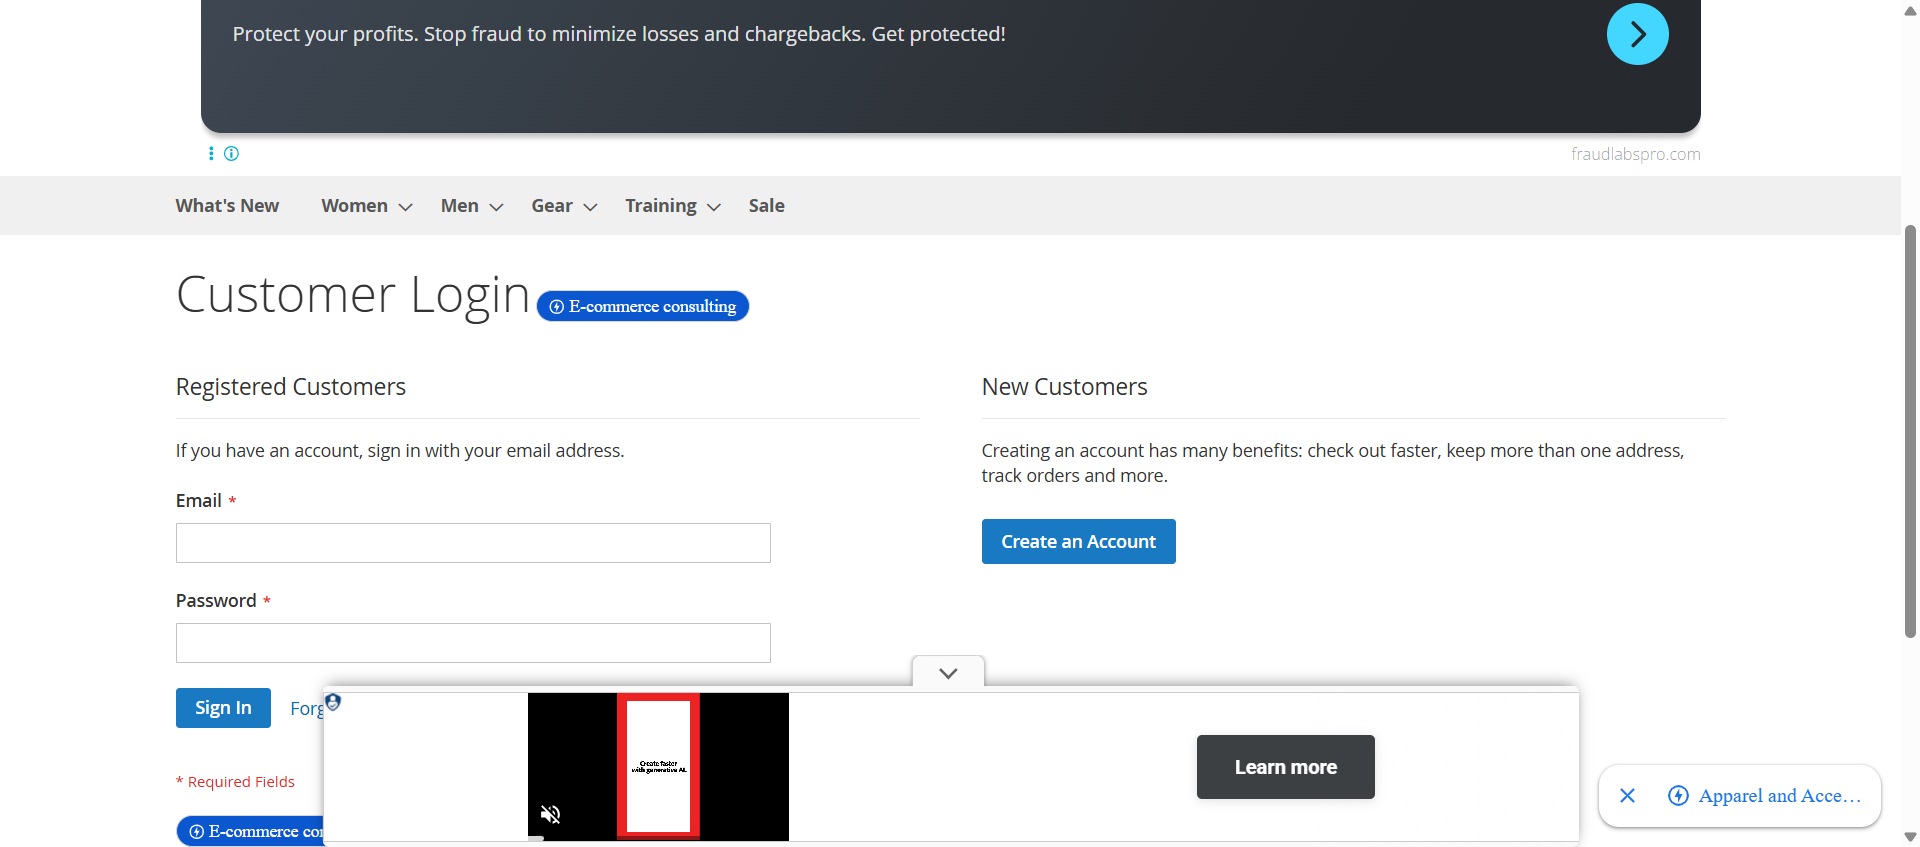 Protect your profits. Stop fraud to minimize losses and chargebacks. Get protected!
fraudlabspro.com
What's New Women Men Gear Training Sale
Customer Login
E-commerce consulting
Registered Customers
If you have an account, sign in with your email address.
Email *
Password *
Sign In
Forg
* Required Fields
E-commerce con
New Customers
Creating an account has many benefits: check out faster, keep more than one address,
track orders and more.
Create an Account
Create faster
with generative AI.
Learn more
Apparel and Acce...